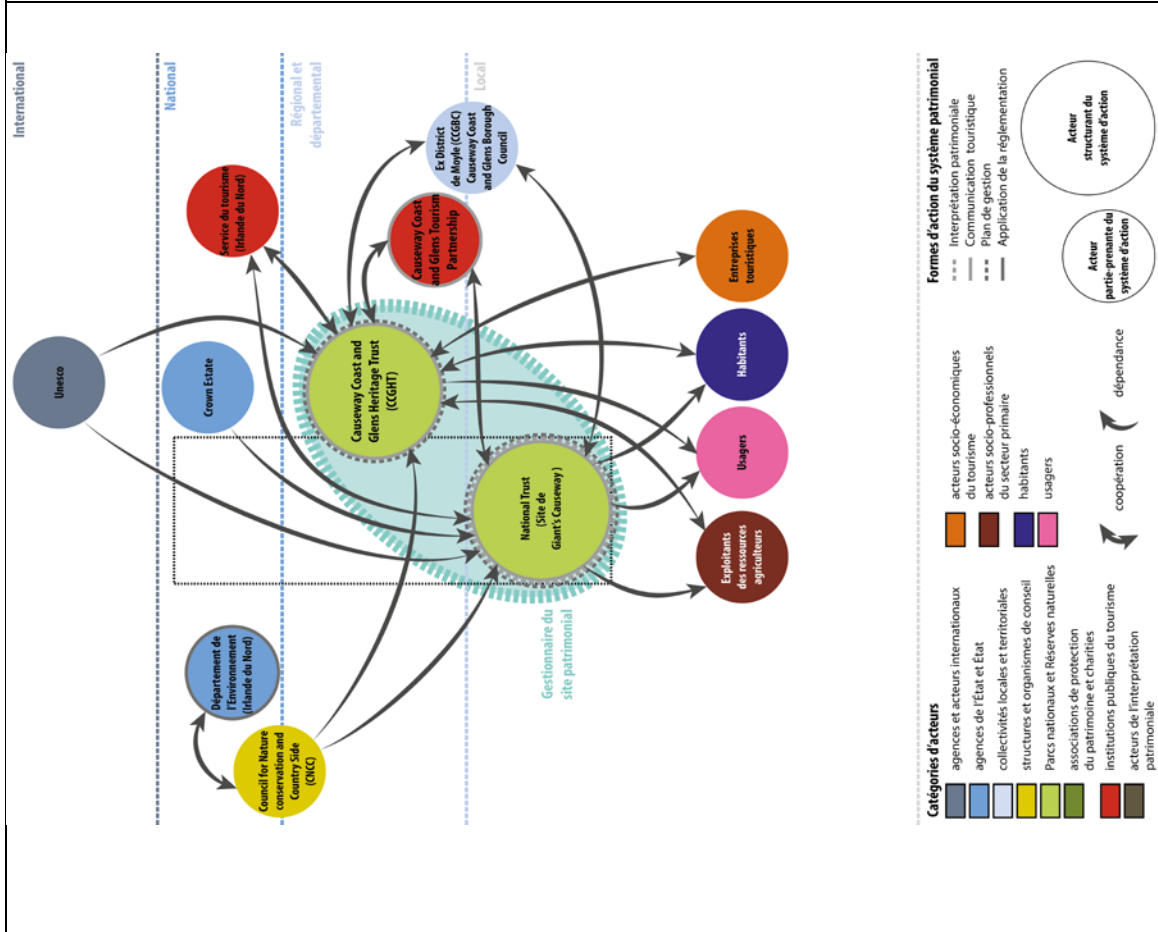 International
National
Régional et
départemental
Local
Unesco
Crown Estate
Service du tourisme
(Irlande du Nord)
Département de
l'Environnement
(Irlande du Nord)
Council for Nature
conservation and
Country Side
(CNCC)
Causeway Coast and
Glens Heritage Trust
(CCGHT)
Causeway Coast
and Glens Tourism
Partnership
Ex District
de Moyle (CCGBC)
Causeway Coast
and Glens Borough
Council
National Trust
(Site de
Giant's Causeway )
Gestionnaire du
site patrimonial
Exploitants
des ressources
agriculteurs
Usagers
Habitants
Entreprises
touristiques
Catégories d'acteurs
agences et acteurs internationaux
agences de l'État et État
collectivités locales et territoriales
structures et organismes de conseil
Parcs nationaux et Réserves naturelles
associations de protection
du patrimoine et charities
institutions publiques du tourisme
acteurs de l'interprétation
patrimoniale
acteurs socio-économiques
du tourisme
acteurs socio-professionnels
du secteur primaire
habitants
usagers
coopération
dépendance
Formes d'action du système patrimonial
Interprétation patrimoniale
Communication touristique
Plan de gestion
Application de la réglementation
Acteur
partie-prenante du
système d'action
Acteur
structurant du
système d'action